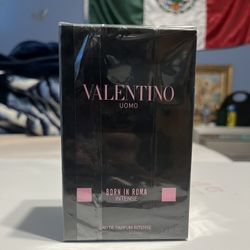 VALENTINO
UOMO
BORN IN ROMA
INTENSE
EAU DE PARFUM INTENSE